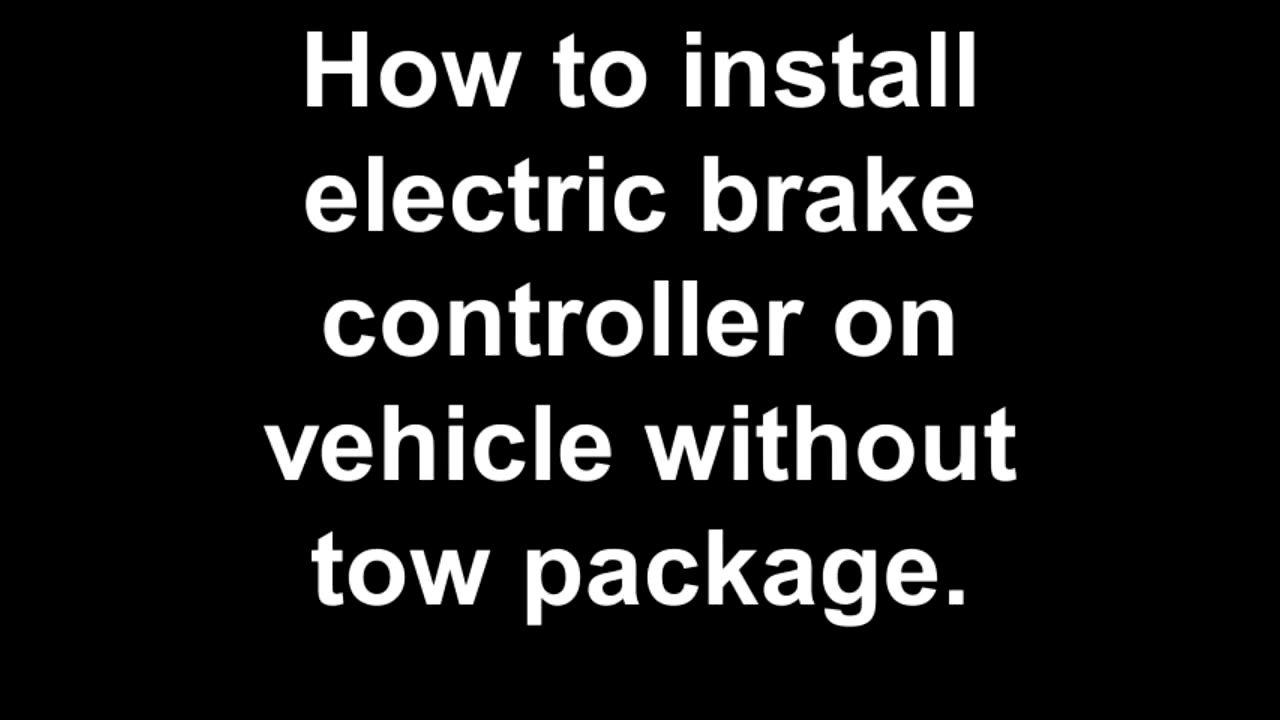 How to install
electric brake
controller on
vehicle without
tow package.